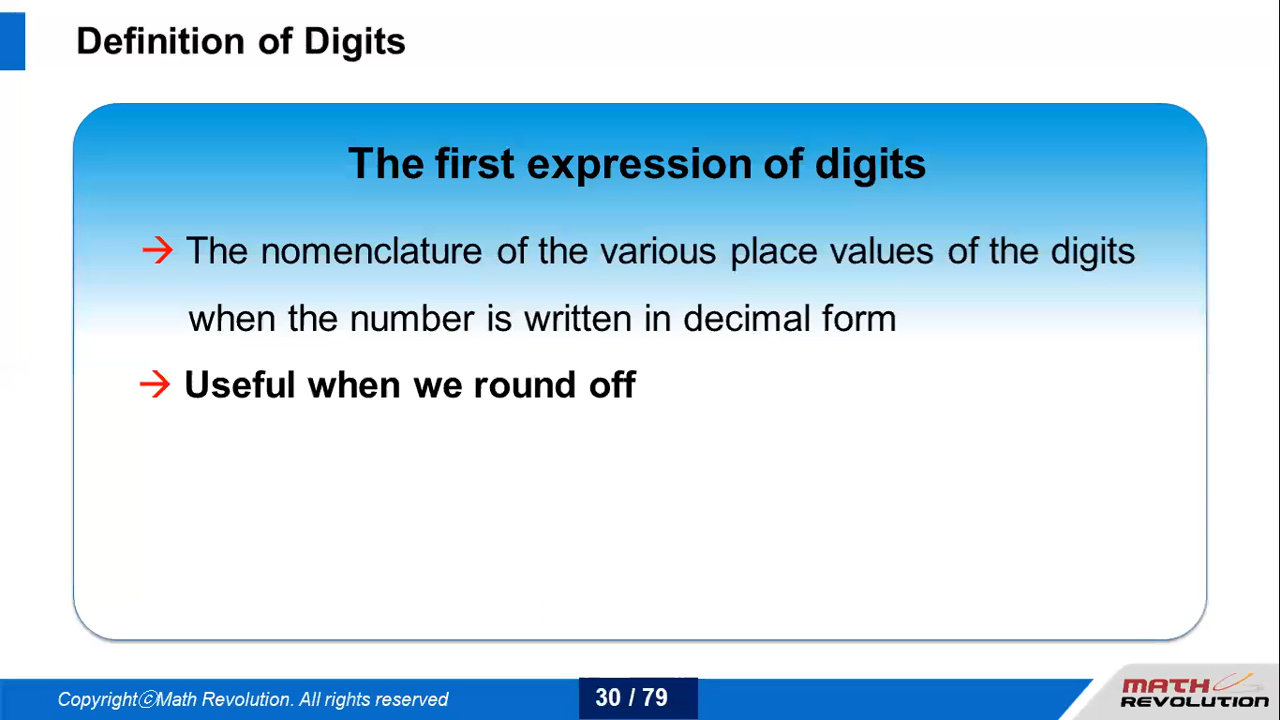 Definition of Digits
The first expression of digits
→ The nomenclature of the various place values of the digits
when the number is written in decimal form
→ Useful when we round off
CopyrightⓒMath Revolution. All rights reserved
30 / 79
MATH
REVOLUTION